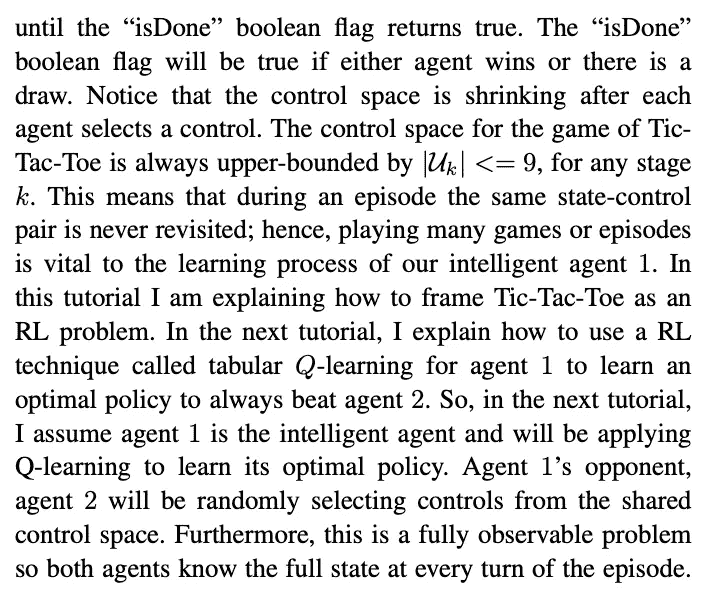 until the “isDone” boolean flag returns true. The “isDone”
boolean flag will be true if either agent wins or there is a
draw. Notice that the control space is shrinking after each
agent selects a control. The control space for the game of Tic-
Tac-Toe is always upper-bounded by |𝒰ₖ| <= 9, for any stage
k. This means that during an episode the same state-control
pair is never revisited; hence, playing many games or episodes
is vital to the learning process of our intelligent agent 1. In
this tutorial I am explaining how to frame Tic-Tac-Toe as an
RL problem. In the next tutorial, I explain how to use a RL
technique called tabular Q-learning for agent 1 to learn an
optimal policy to always beat agent 2. So, in the next tutorial,
I assume agent 1 is the intelligent agent and will be applying
Q-learning to learn its optimal policy. Agent 1’s opponent,
agent 2 will be randomly selecting controls from the shared
control space. Furthermore, this is a fully observable problem
so both agents know the full state at every turn of the episode.